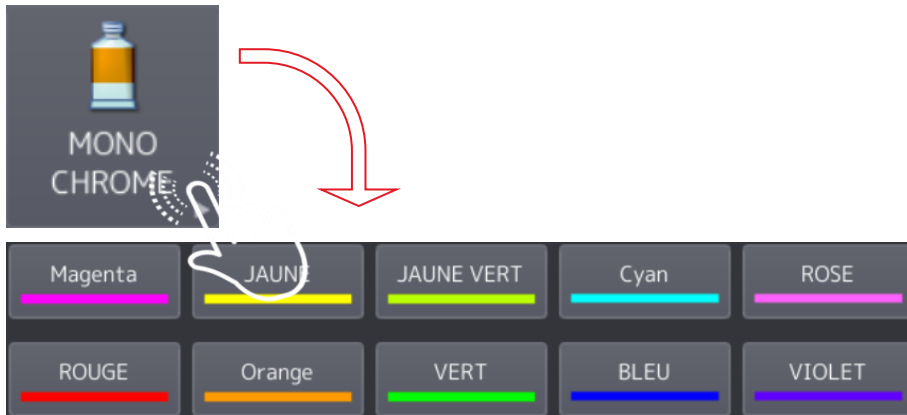 MONO
CHROME
Magenta JAUNE JAUNE VERT Cyan ROSE
ROUGE Orange VERT BLEU VIOLET